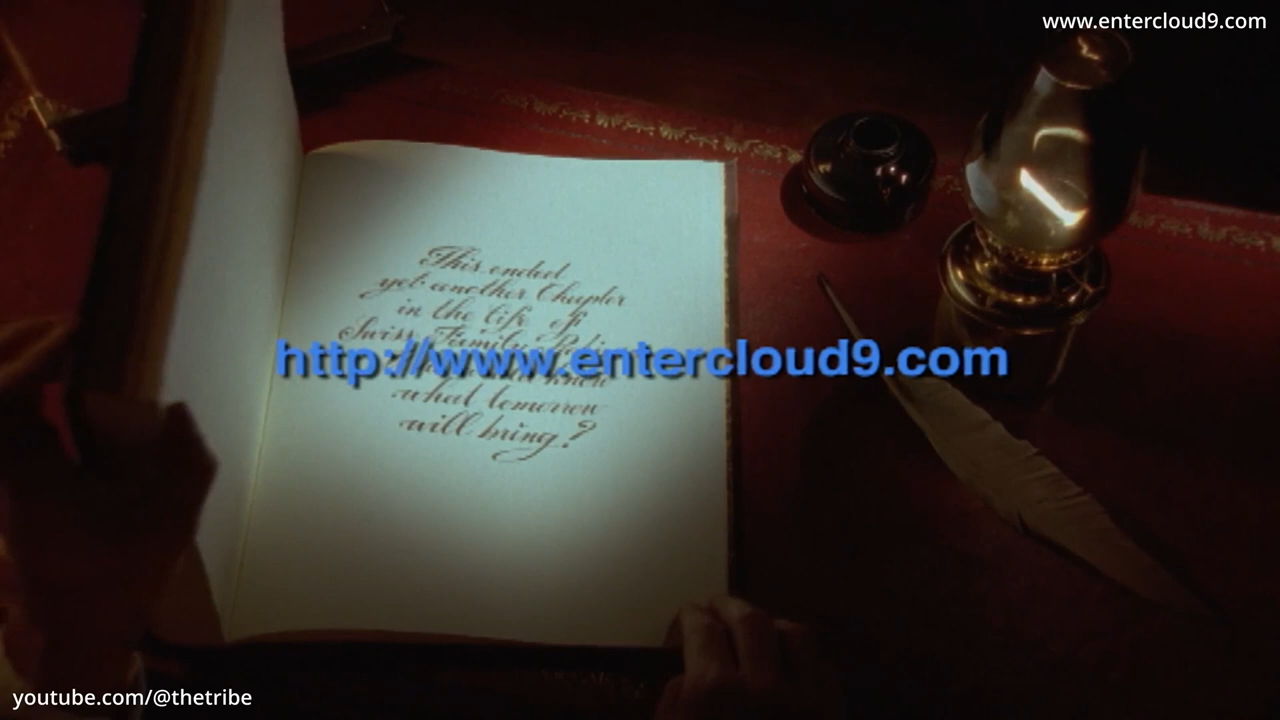 www.entercloud9.com
This ended
yet another Chapter
in the life of
Swiss Family
http://www.entercloud9.com
know
what tomorrow
will bring?
youtube.com/@thetribe